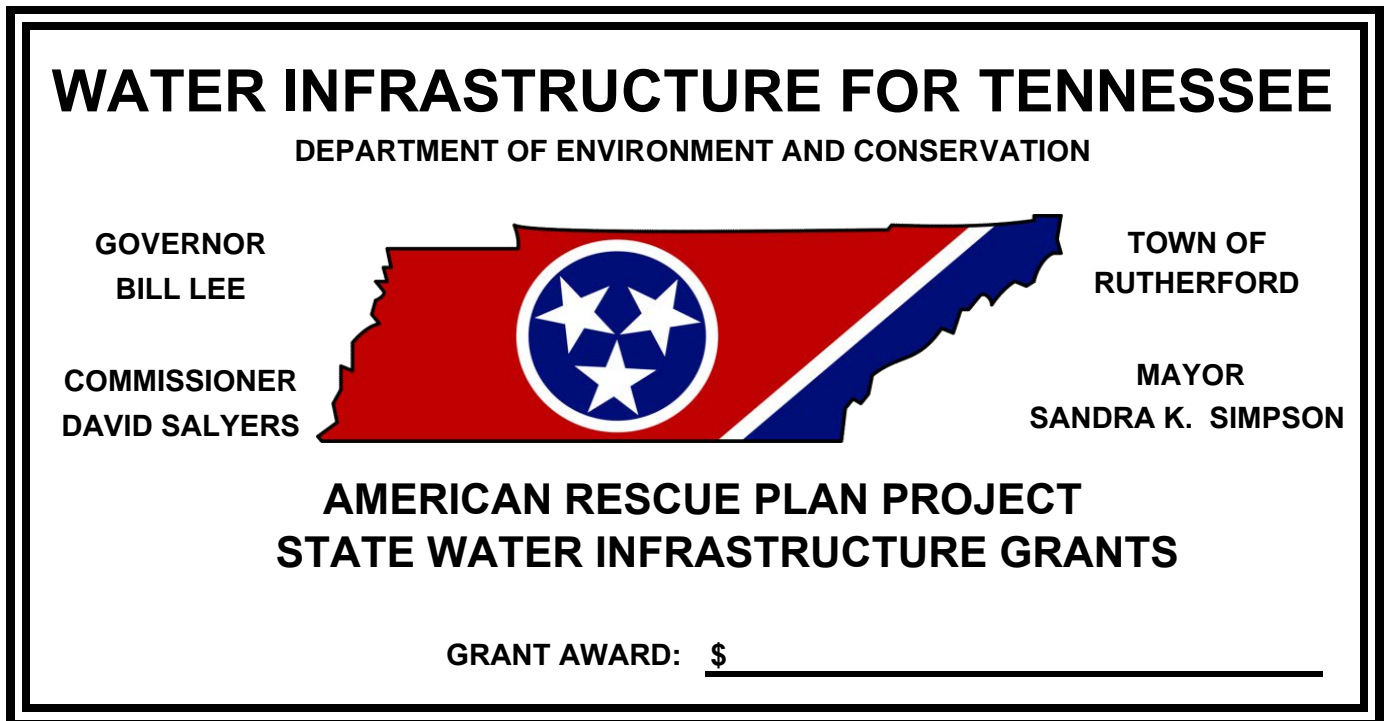 WATER INFRASTRUCTURE FOR TENNESSEE
DEPARTMENT OF ENVIRONMENT AND CONSERVATION
GOVERNOR
BILL LEE
COMMISSIONER
DAVID SALYERS
TOWN OF
RUTHERFORD
MAYOR
SANDRA K. SIMPSON
AMERICAN RESCUE PLAN PROJECT
STATE WATER INFRASTRUCTURE GRANTS
GRANT AWARD: $